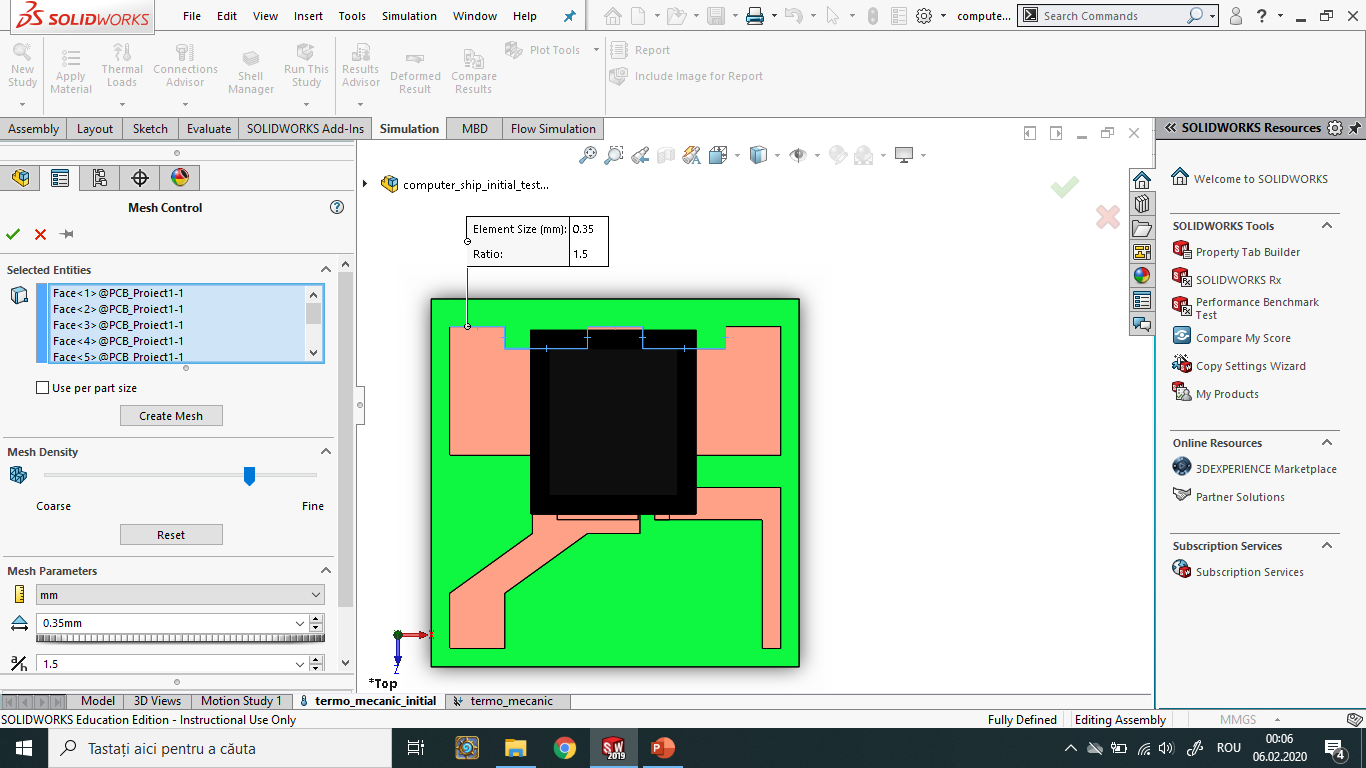 SOLIDWORKS
File Edit View Insert Tools Simulation Window Help
compute...
Search Commands
New Study
Apply Material
Thermal Loads
Connections Advisor
Shell Manager
Run This Study
Results Advisor
Deformed Result
Compare Results
Plot Tools
Report
Include Image for Report
Assembly Layout Sketch Evaluate SOLIDWORKS Add-Ins Simulation MBD Flow Simulation
Mesh Control
Selected Entities
Face<1>@PCB_Proiect1-1
Face<2>@PCB_Proiect1-1
Face<3>@PCB_Proiect1-1
Face<4>@PCB_Proiect1-1
Face<5>@PCB_Proiect1-1
Use per part size
Create Mesh
Mesh Density
Coarse Fine
Reset
Mesh Parameters
mm
0.35mm
a/h 1.5
computer_ship_initial_test...
Element Size (mm): 0.35
Ratio: 1.5
X
Z
*Top
SOLIDWORKS Resources
Welcome to SOLIDWORKS
SOLIDWORKS Tools
Property Tab Builder
SOLIDWORKS Rx
Performance Benchmark
Test
Compare My Score
Copy Settings Wizard
My Products
Online Resources
3DEXPERIENCE Marketplace
Partner Solutions
Subscription Services
Subscription Services
Model 3D Views Motion Study 1 termo_mecanic_initial termo_mecanic
SOLIDWORKS Education Edition - Instructional Use Only Fully Defined Editing Assembly MMGS
Tastați aici pentru a căuta
SW
2019
ROU
00:06
06.02.2020
4